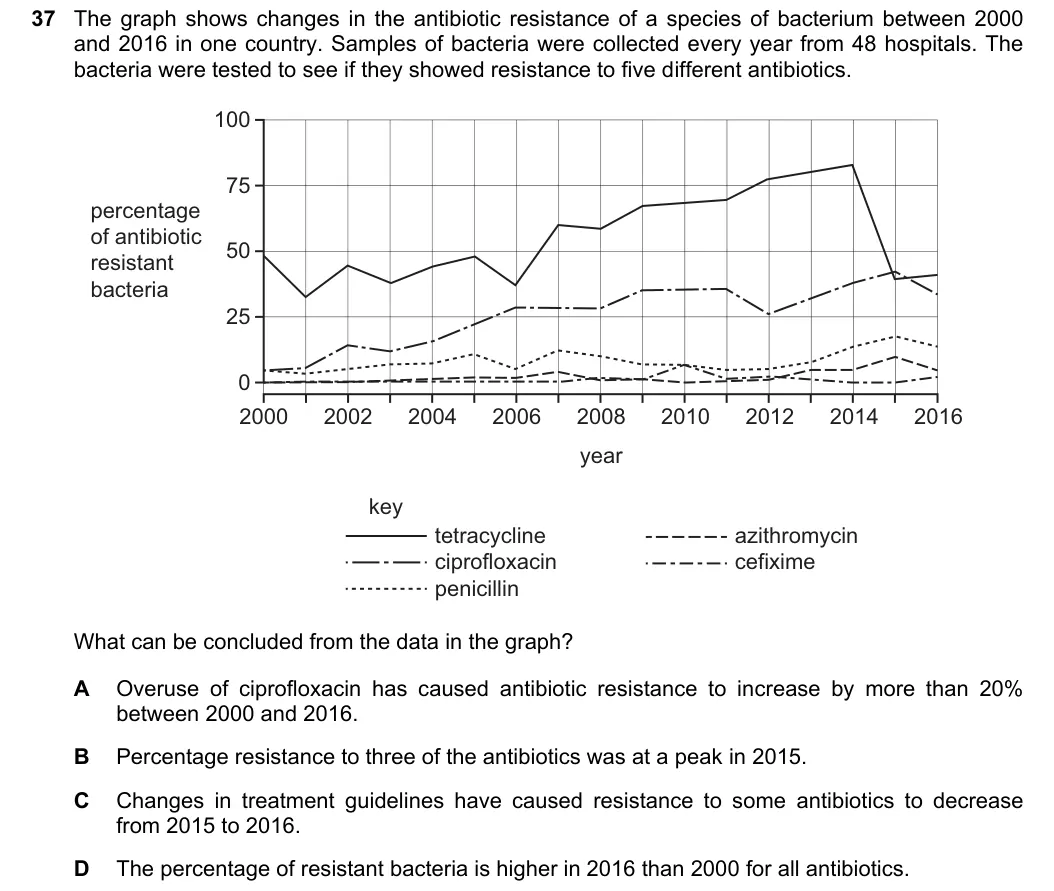 37 The graph shows changes in the antibiotic resistance of a species of bacterium between 2000
and 2016 in one country. Samples of bacteria were collected every year from 48 hospitals. The
bacteria were tested to see if they showed resistance to five different antibiotics.
100
75
percentage
of antibiotic
resistant
bacteria
50
25
0
2000 2002 2004 2006 2008 2010 2012 2014 2016
year
key
tetracycline azithromycin
ciprofloxacin cefixime
penicillin
What can be concluded from the data in the graph?
A Overuse of ciprofloxacin has caused antibiotic resistance to increase by more than 20%
between 2000 and 2016.
B Percentage resistance to three of the antibiotics was at a peak in 2015.
C Changes in treatment guidelines have caused resistance to some antibiotics to decrease
from 2015 to 2016.
D The percentage of resistant bacteria is higher in 2016 than 2000 for all antibiotics.